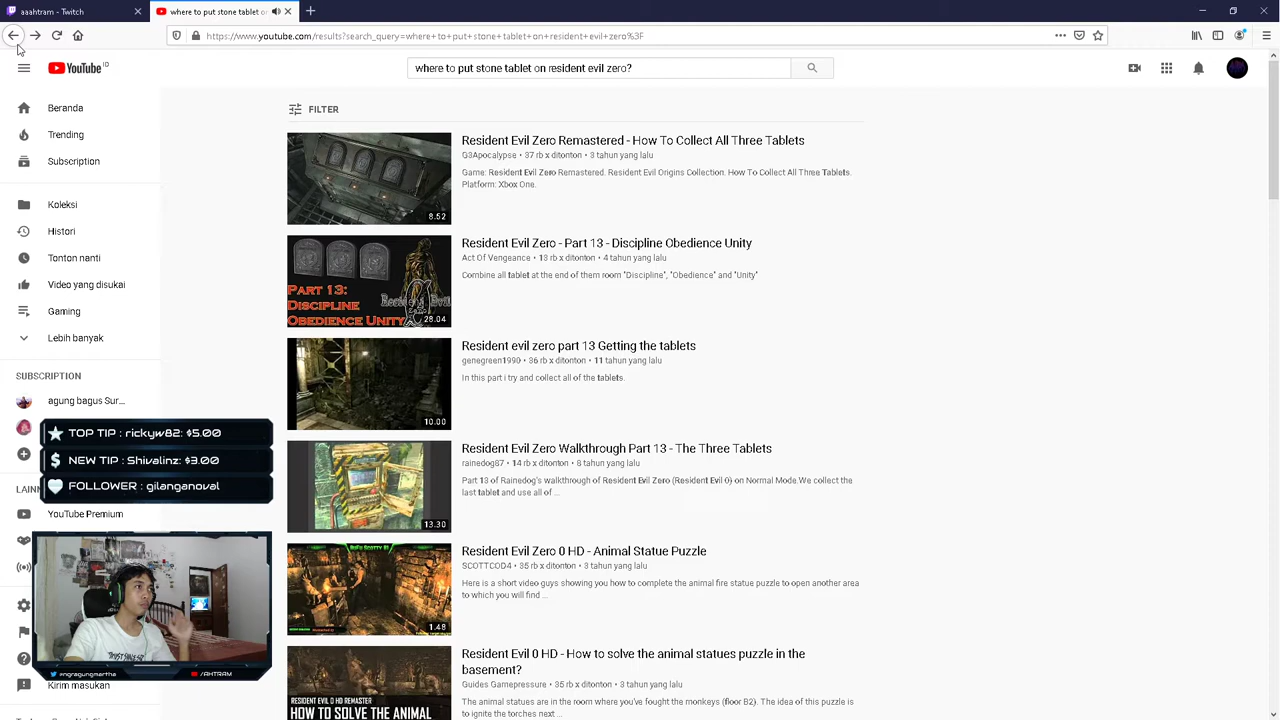 aaahtram - Twitch
where to put stone tablet o
https://www.youtube.com/results?search_query=where+to+put+stone+tablet+on+resident+evil+zero%3F
YouTube ID
where to put stone tablet on resident evil zero?
Beranda
Trending
Subscription
Koleksi
Histori
Tonton nanti
Video yang disukai
Gaming
Lebih banyak
SUBSCRIPTION
agung bagus Sur...
TOP TIP : rickyw82: $5.00
NEW TIP : Shivalinz: $3.00
FOLLOWER : gilanganoval
LAIN
YouTube Premium
@ngragungmartha
/AHTRAM
Kirim masukan
FILTER
Resident Evil Zero Remastered - How To Collect All Three Tablets
G3Apocalypse • 37 rb x ditonton • 3 tahun yang lalu
Game: Resident Evil Zero Remastered. Resident Evil Origins Collection. How To Collect All Three Tablets.
Platform: Xbox One.
8.52
Resident Evil Zero - Part 13 - Discipline Obedience Unity
Act Of Vengeance • 13 rb x ditonton • 4 tahun yang lalu
Combine all tablet at the end of them room "Discipline", "Obedience" and "Unity"
PART 13:
DISCIPLINE
OBEDIENCE UNITY
28.04
Resident evil zero part 13 Getting the tablets
genegreen1990 • 36 rb x ditonton • 11 tahun yang lalu
In this part i try and collect all of the tablets.
10.00
Resident Evil Zero Walkthrough Part 13 - The Three Tablets
rainedog87 • 14 rb x ditonton • 8 tahun yang lalu
Part 13 of Rainedog's walkthrough of Resident Evil Zero (Resident Evil 0) on Normal Mode.We collect the
last tablet and use all of ...
13.30
Resident Evil Zero 0 HD - Animal Statue Puzzle
SCOTTCOD4 • 35 rb x ditonton • 3 tahun yang lalu
Here is a short video guys showing you how to complete the animal fire statue puzzle to open another area
to which you will find ...
1.48
Resident Evil 0 HD - How to solve the animal statues puzzle in the
basement?
Guides Gamepressure • 35 rb x ditonton • 3 tahun yang lalu
The animal statues are in the room where you've fought the monkeys (floor B2). The idea of this puzzle is
to ignite the torches next ...
RESIDENT EVIL 0 HD REMASTER
HOW TO SOLVE THE ANIMAL